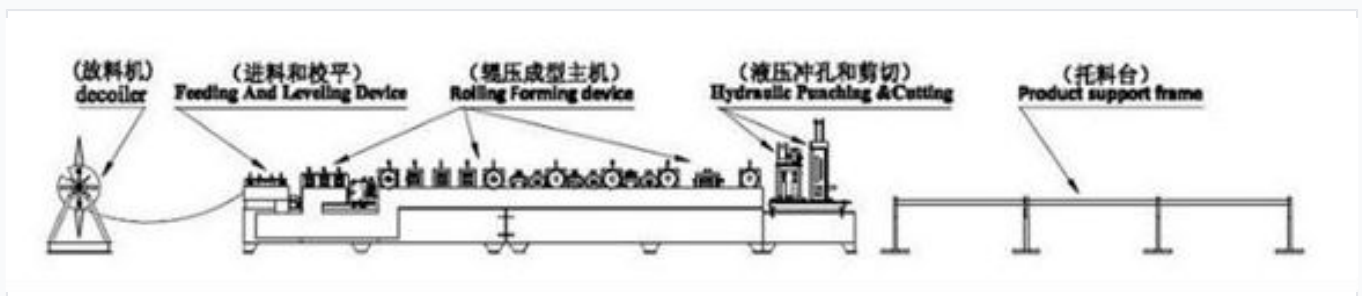 (放料机)
decoiler
(进料和校平)
Feeding And Leveling Device
(辊压成型主机)
Rolling Forming device
(液压冲孔和剪切)
Hydraulic Punching &Cutting
(托料台)
Product support frame